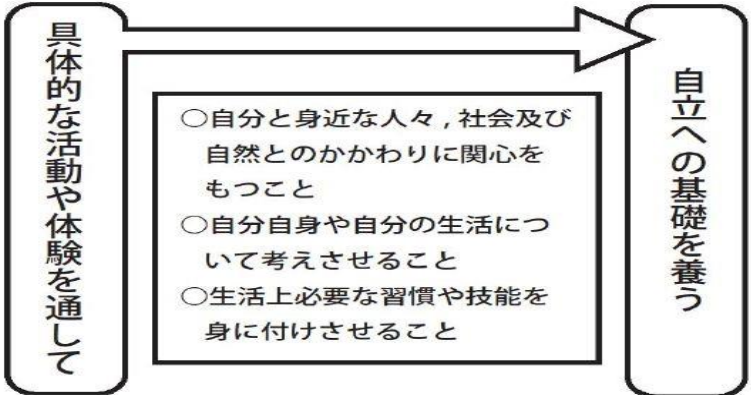 具体的な活動や体験を通して
○自分と身近な人々,社会及び
自然とのかかわりに関心を
もつこと
○自分自身や自分の生活につ
いて考えさせること
○生活上必要な習慣や技能を
身に付けさせること
自立への基礎を養う